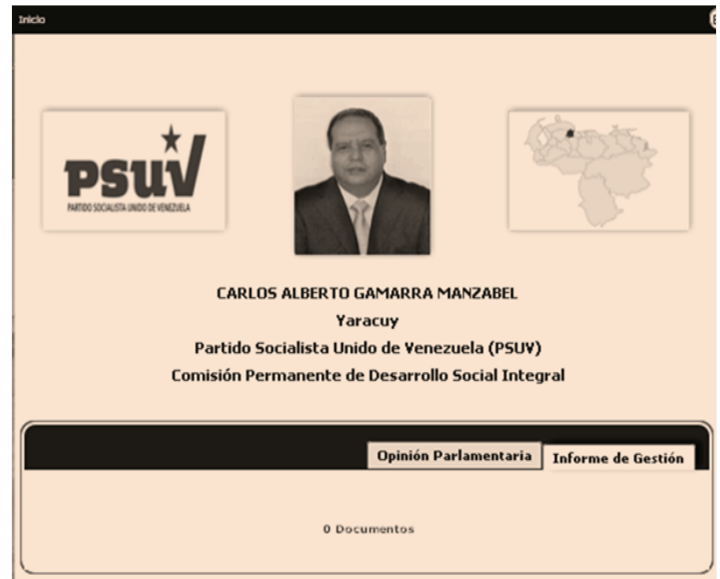 Inicio
PSUV
PARTIDO SOCIALISTA UNIDO DE VENEZUELA
CARLOS ALBERTO GAMARRA MANZABEL
Yaracuy
Partido Socialista Unido de Venezuela (PSUV)
Comisión Permanente de Desarrollo Social Integral
Opinión Parlamentaria
Informe de Gestión
0 Documentos